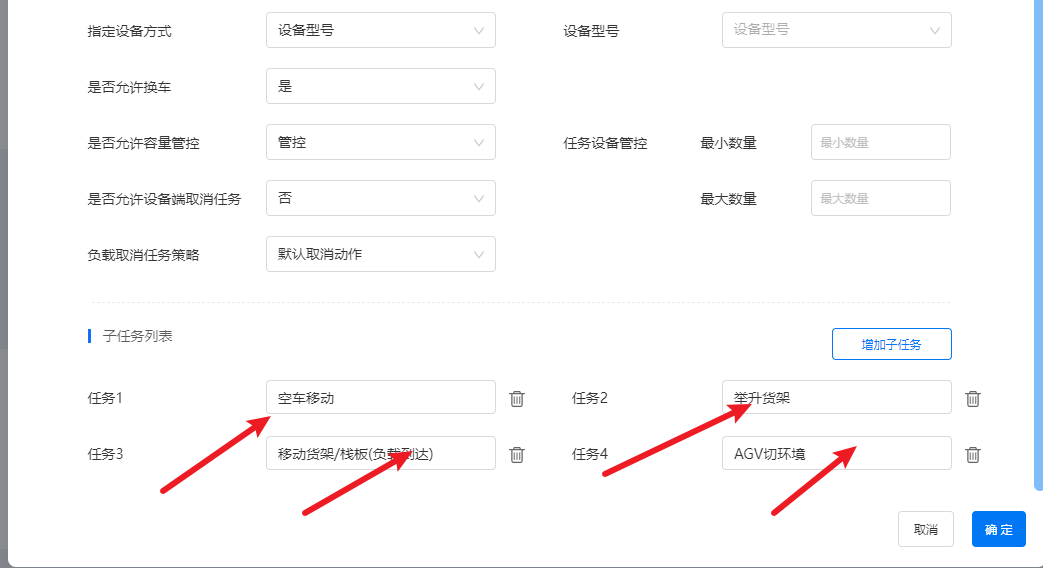 指定设备方式 设备型号 设备型号 设备型号
是否允许换车 是
是否允许容量管控 管控 任务设备管控 最小数量 最小数量
是否允许设备端取消任务 否 最大数量 最大数量
负载取消任务策略 默认取消动作
子任务列表 增加子任务
任务1 空车移动 任务2 举升货架
任务3 移动货架/栈板(负载到达) 任务4 AGV切环境
取消 确定